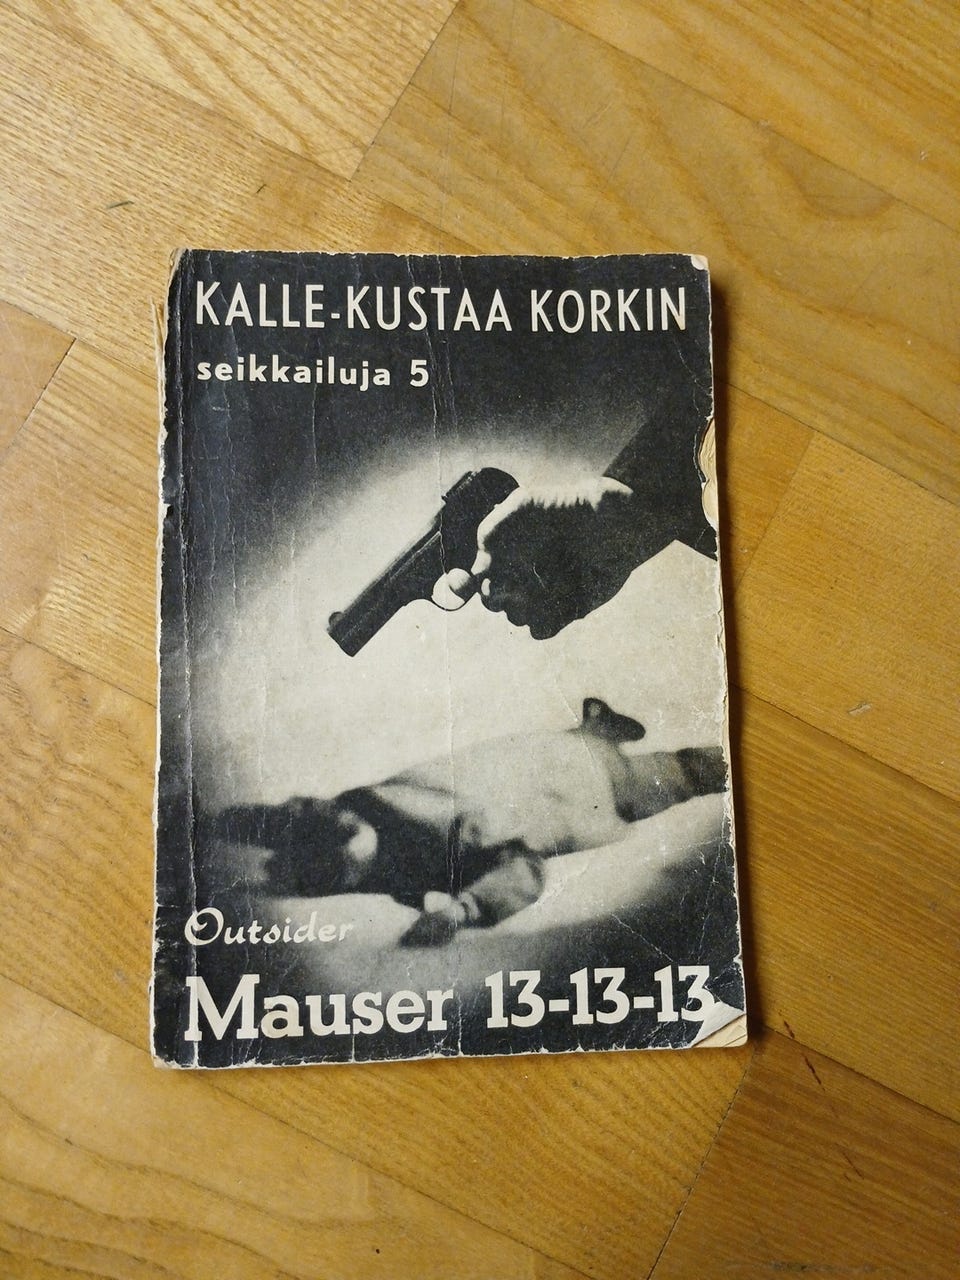 KALLE-KUSTAA KORKIN
seikkailuja 5
Outsider
Mauser 13-13-13